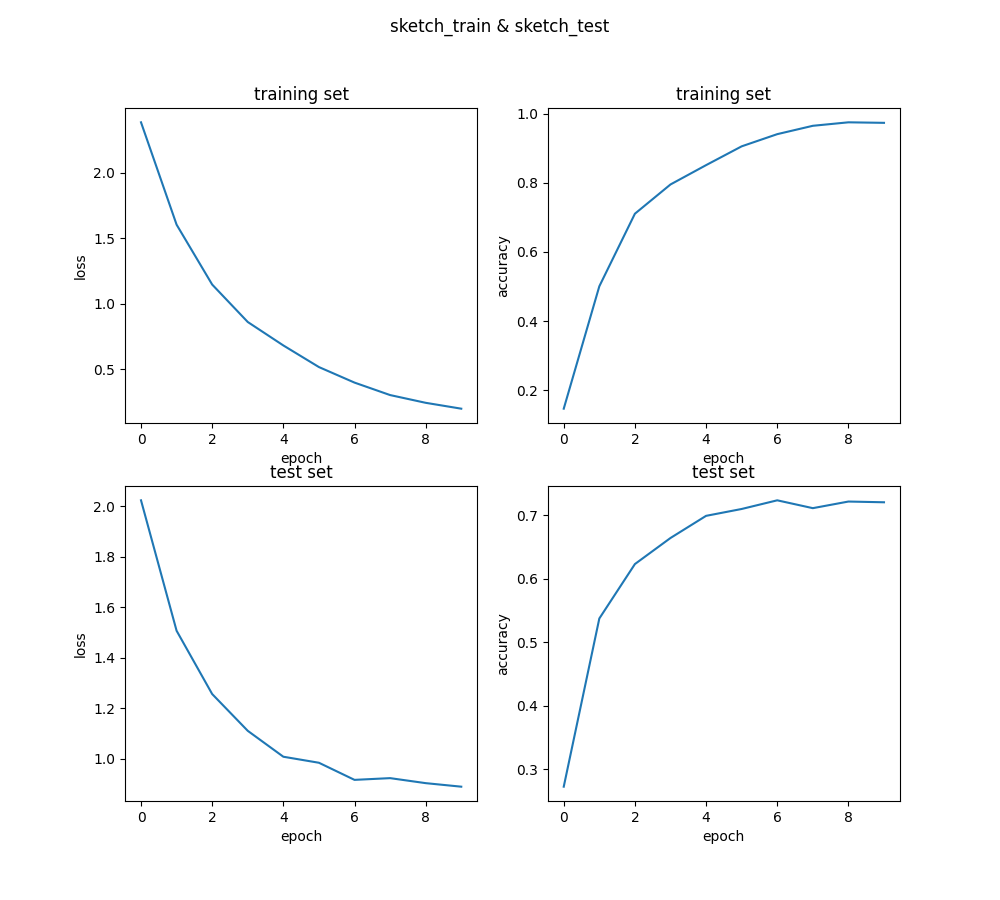 sketch_train & sketch_test
training set
loss
2.0
1.5
1.0
0.5
0 2 4 6 8
epoch
training set
accuracy
1.0
0.8
0.6
0.4
0.2
0 2 4 6 8
epoch
test set
loss
2.0
1.8
1.6
1.4
1.2
1.0
0 2 4 6 8
epoch
test set
accuracy
0.7
0.6
0.5
0.4
0.3
0 2 4 6 8
epoch